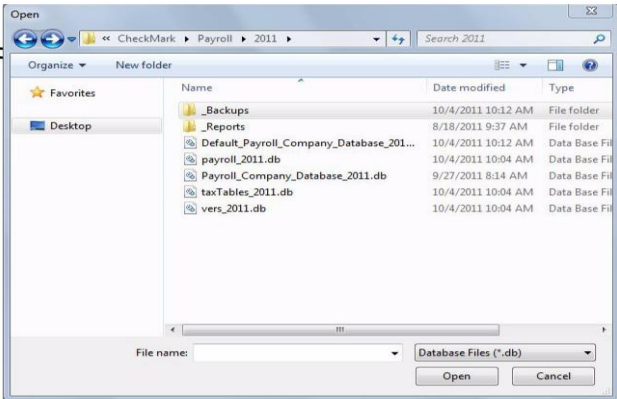 Open
« CheckMark ▸ Payroll ▸ 2011 ▸ Search 2011
Organize ▾ New folder
Favorites
Desktop
Name Date modified Type
_Backups 10/4/2011 10:12 AM File folder
_Reports 8/18/2011 9:37 AM File folder
Default_Payroll_Company_Database_201... 10/4/2011 10:12 AM Data Base Fil
payroll_2011.db 10/4/2011 10:04 AM Data Base Fil
Payroll_Company_Database_2011.db 9/27/2011 8:14 AM Data Base Fil
taxTables_2011.db 10/4/2011 10:04 AM Data Base Fil
vers_2011.db 10/4/2011 10:04 AM Data Base Fil
File name: Database Files (*.db)
Open Cancel